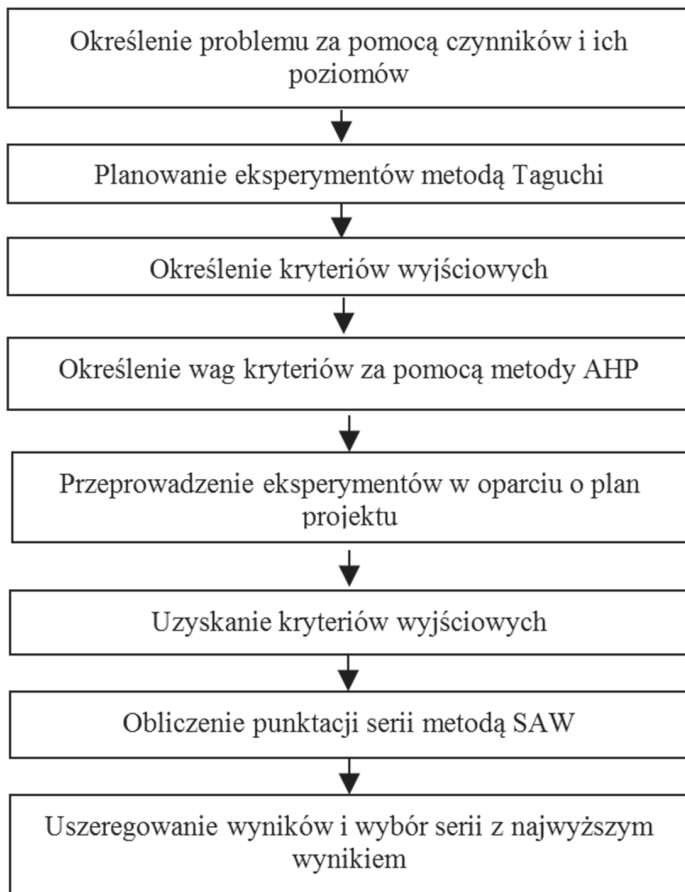 Określenie problemu za pomocą czynników i ich
poziomów
Planowanie eksperymentów metodą Taguchi
Określenie kryteriów wyjściowych
Określenie wag kryteriów za pomocą metody AHP
Przeprowadzenie eksperymentów w oparciu o plan
projektu
Uzyskanie kryteriów wyjściowych
Obliczenie punktacji serii metodą SAW
Uszeregowanie wyników i wybór serii z najwyższym
wynikiem